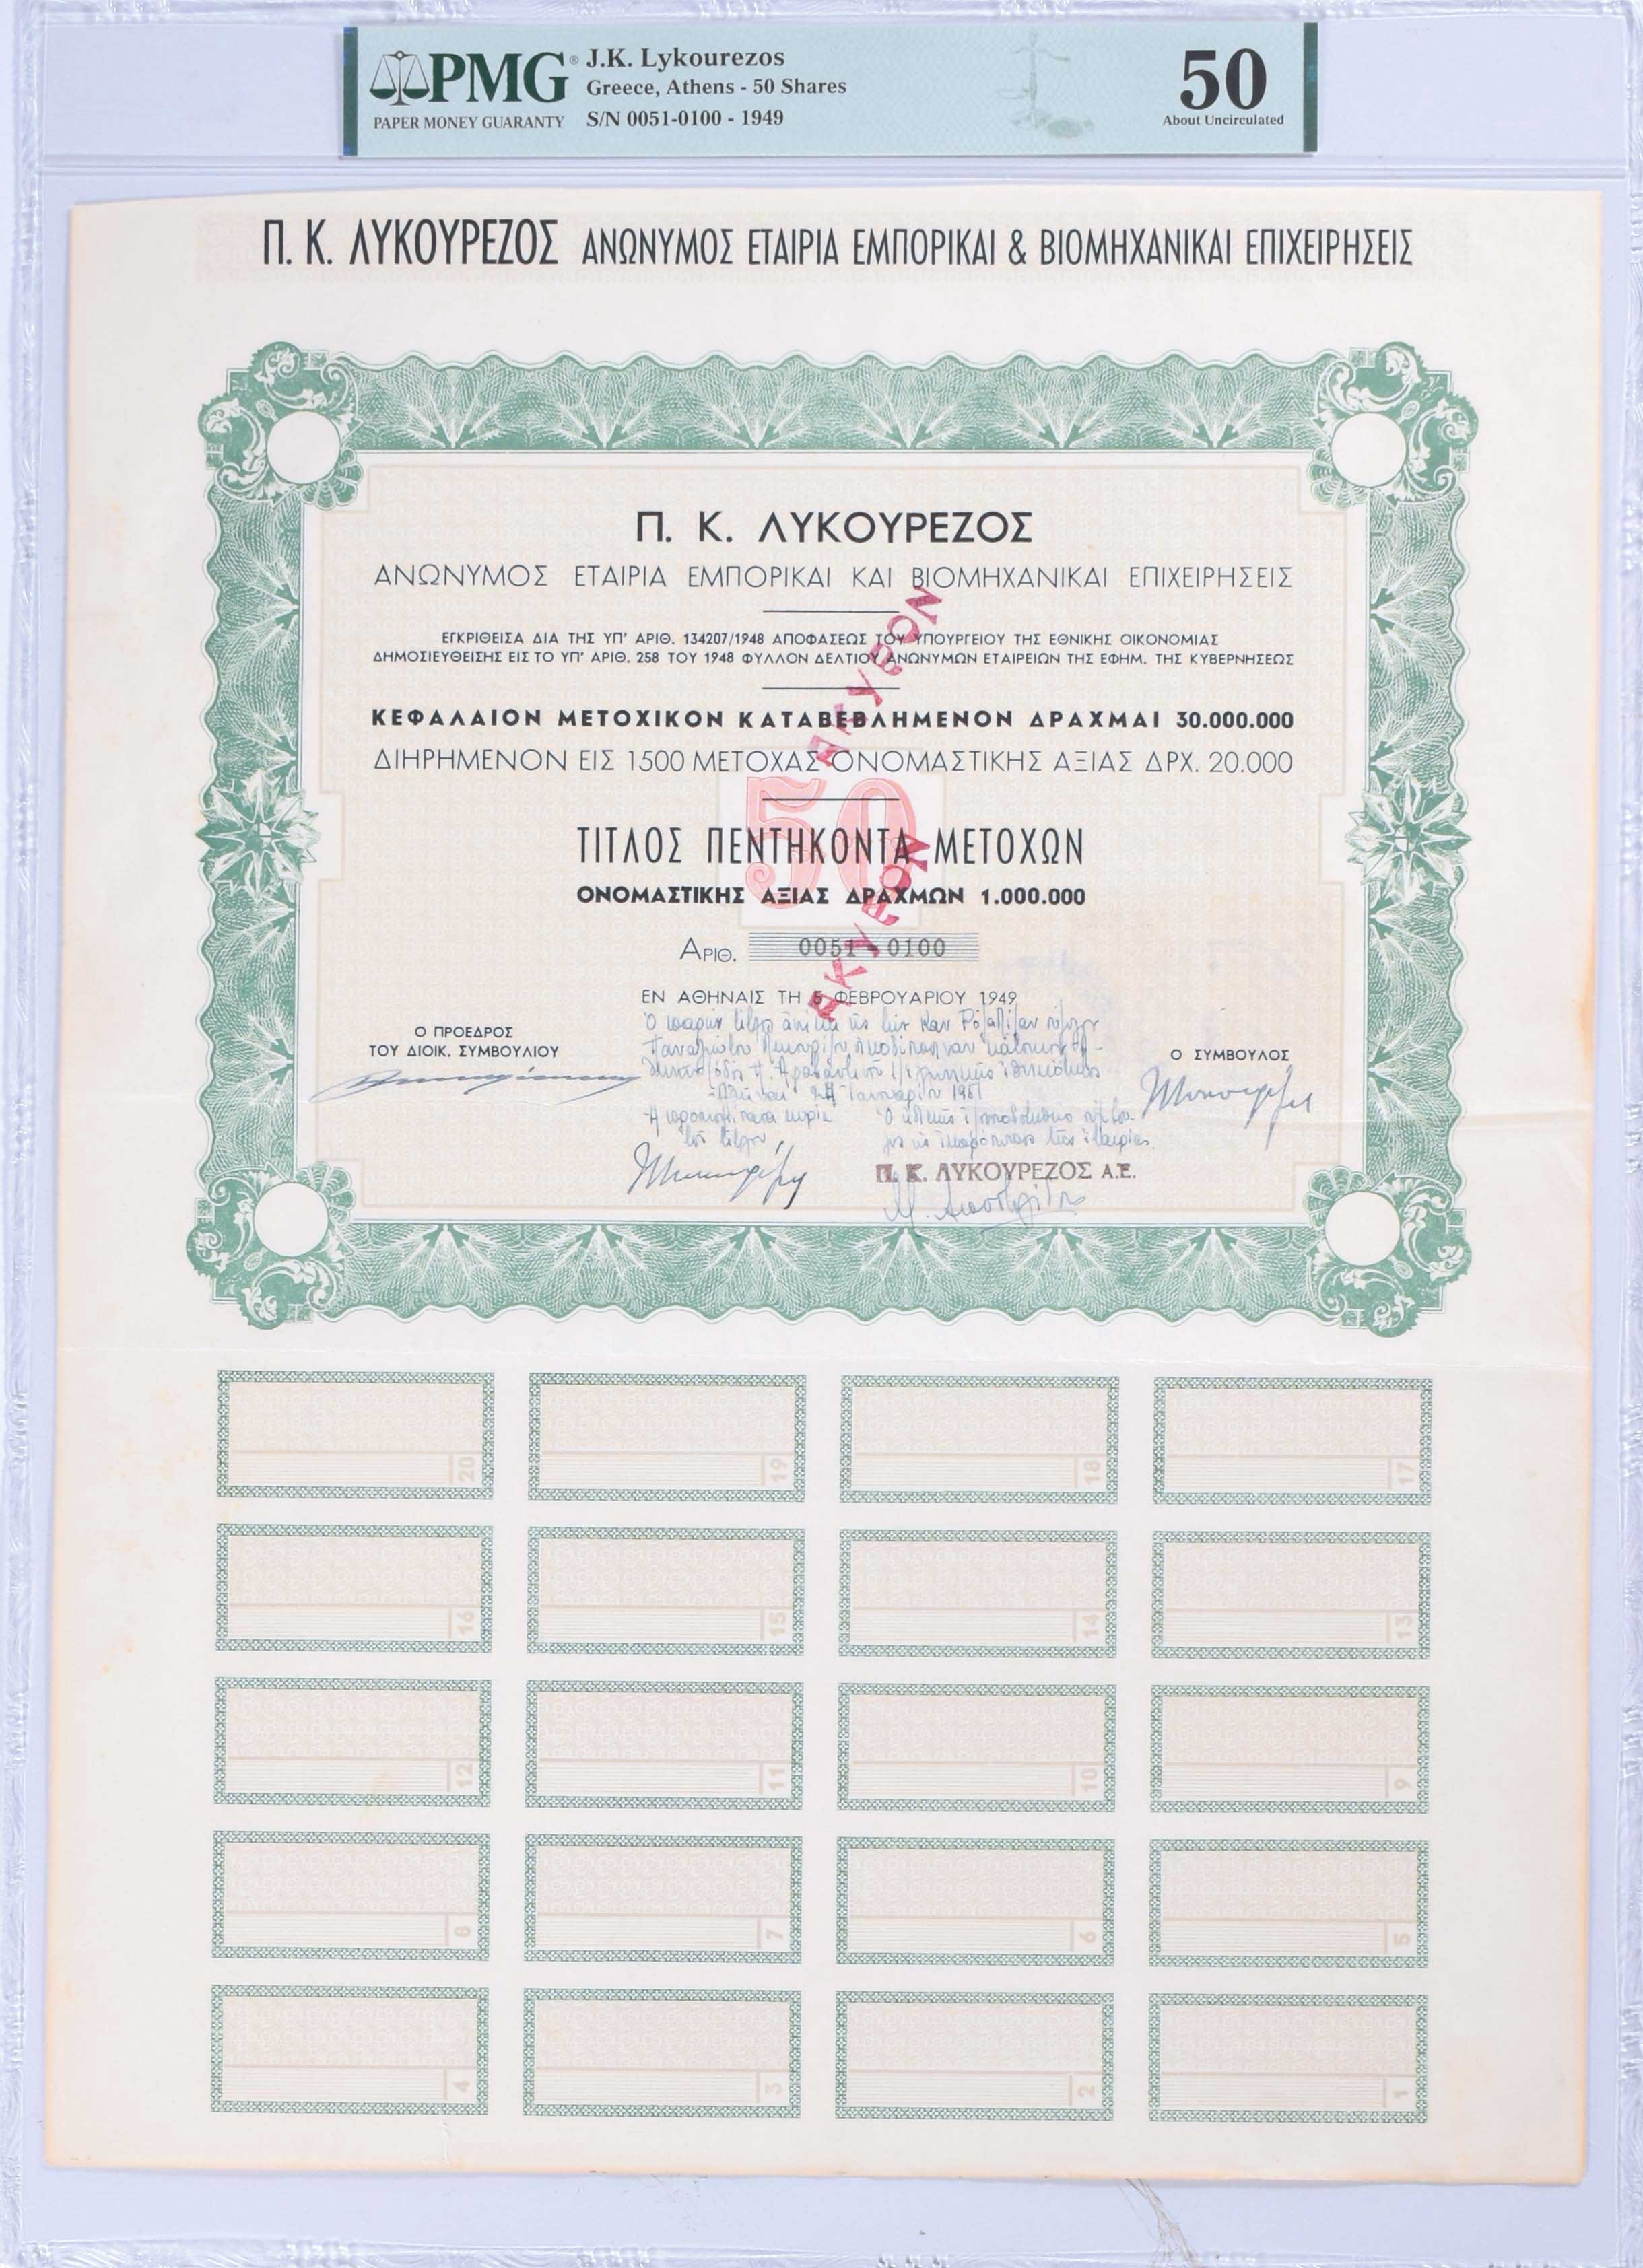 PMG®
PAPER MONEY GUARANTY
J.K. Lykourezos
Greece, Athens - 50 Shares
S/N 0051-0100 - 1949
50
About Uncirculated
Π. Κ. ΛΥΚΟΥΡΕΖΟΣ ΑΝΩΝΥΜΟΣ ΕΤΑΙΡΙΑ ΕΜΠΟΡΙΚΑΙ & ΒΙΟΜΗΧΑΝΙΚΑΙ ΕΠΙΧΕΙΡΗΣΕΙΣ
Π. Κ. ΛΥΚΟΥΡΕΖΟΣ
ΑΝΩΝΥΜΟΣ ΕΤΑΙΡΙΑ ΕΜΠΟΡΙΚΑΙ ΚΑΙ ΒΙΟΜΗΧΑΝΙΚΑΙ ΕΠΙΧΕΙΡΗΣΕΙΣ
ΕΓΚΡΙΘΕΙΣΑ ΔΙΑ ΤΗΣ ΥΠ' ΑΡΙΘ. 134207/1948 ΑΠΟΦΑΣΕΩΣ ΤΟΥ ΥΠΟΥΡΓΕΙΟΥ ΤΗΣ ΕΘΝΙΚΗΣ ΟΙΚΟΝΟΜΙΑΣ
ΔΗΜΟΣΙΕΥΘΕΙΣΗΣ ΕΙΣ ΤΟ ΥΠ' ΑΡΙΘ. 258 ΤΟΥ 1948 ΦΥΛΛΟΝ ΔΕΛΤΙΟΥ ΑΝΩΝΥΜΩΝ ΕΤΑΙΡΕΙΩΝ ΤΗΣ ΕΦΗΜ. ΤΗΣ ΚΥΒΕΡΝΗΣΕΩΣ
ΑΚΥΡΟΝ
ΚΕΦΑΛΑΙΟΝ ΜΕΤΟΧΙΚΟΝ ΚΑΤΑΒΕΒΛΗΜΕΝΟΝ ΔΡΑΧΜΑΙ 30.000.000
ΔΙΗΡΗΜΕΝΟΝ ΕΙΣ 1500 ΜΕΤΟΧΑΣ ΟΝΟΜΑΣΤΙΚΗΣ ΑΞΙΑΣ ΔΡΧ. 20.000
50
ΤΙΤΛΟΣ ΠΕΝΤΗΚΟΝΤΑ ΜΕΤΟΧΩΝ
ΟΝΟΜΑΣΤΙΚΗΣ ΑΞΙΑΣ ΔΡΑΧΜΩΝ 1.000.000
ΑΚΥΡΟΝ
ΑΡΙΘ. 0051-0100
ΕΝ ΑΘΗΝΑΙΣ ΤΗ 5 ΦΕΒΡΟΥΑΡΙΟΥ 1949
Ο ΠΡΟΕΔΡΟΣ
ΤΟΥ ΔΙΟΙΚ. ΣΥΜΒΟΥΛΙΟΥ
Ο ΣΥΜΒΟΥΛΟΣ
Π. Κ. ΛΥΚΟΥΡΕΖΟΣ Α.Ε.
20 19 18 17
16 15 14 13
12 11 10 9
8 7 6 5
4 3 2 1